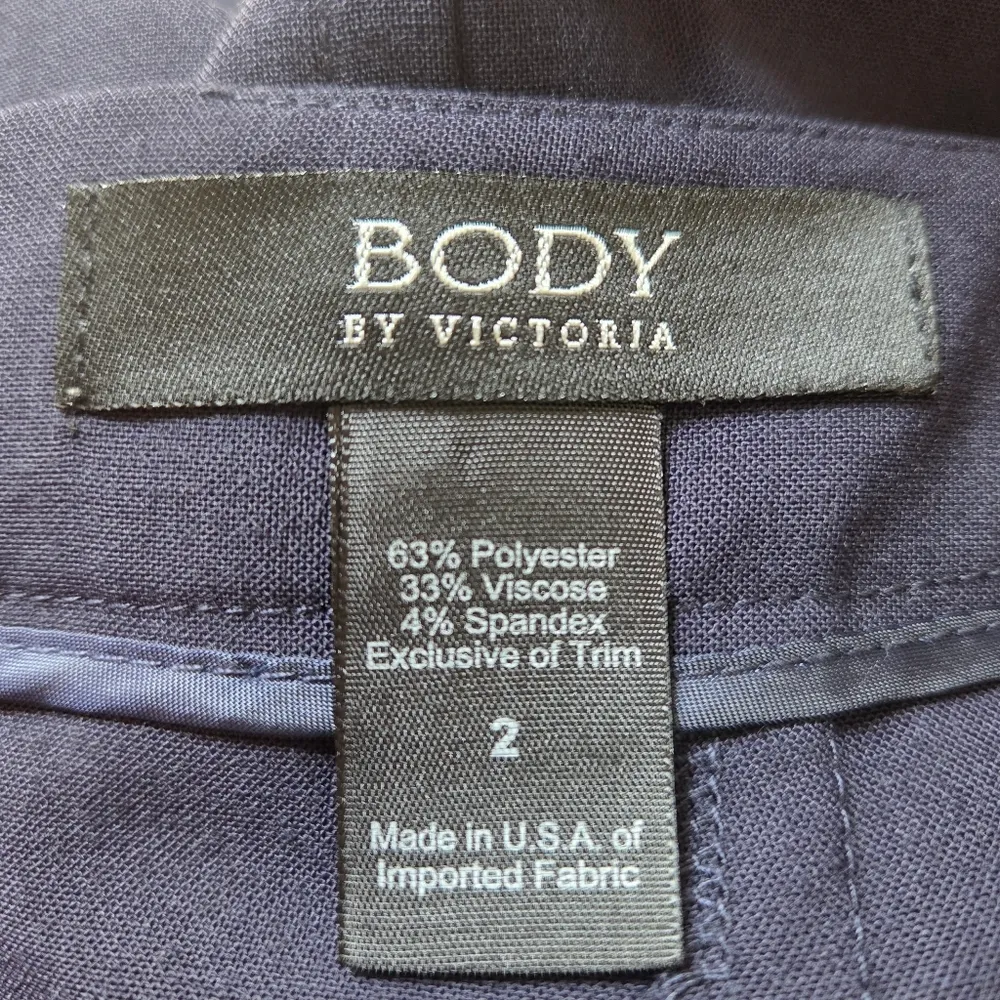 BODY
BY VICTORIA
63% Polyester
33% Viscose
4% Spandex
Exclusive of Trim
2
Made in U.S.A. of
Imported Fabric